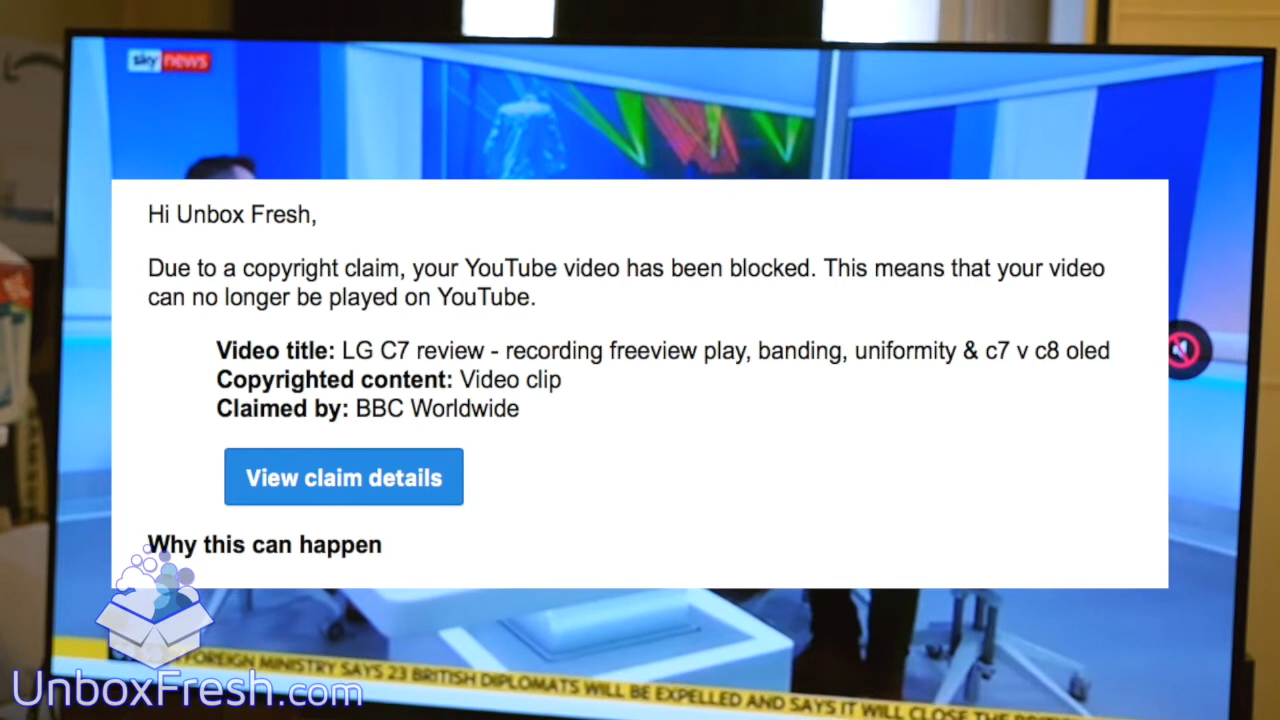 sky news
Hi Unbox Fresh,
Due to a copyright claim, your YouTube video has been blocked. This means that your video
can no longer be played on YouTube.
Video title: LG C7 review - recording freeview play, banding, uniformity & c7 v c8 oled
Copyrighted content: Video clip
Claimed by: BBC Worldwide
View claim details
Why this can happen
FOREIGN MINISTRY SAYS 23 BRITISH DIPLOMATS WILL BE EXPELLED AND SAYS IT WILL CLOSE THE
UnboxFresh.com